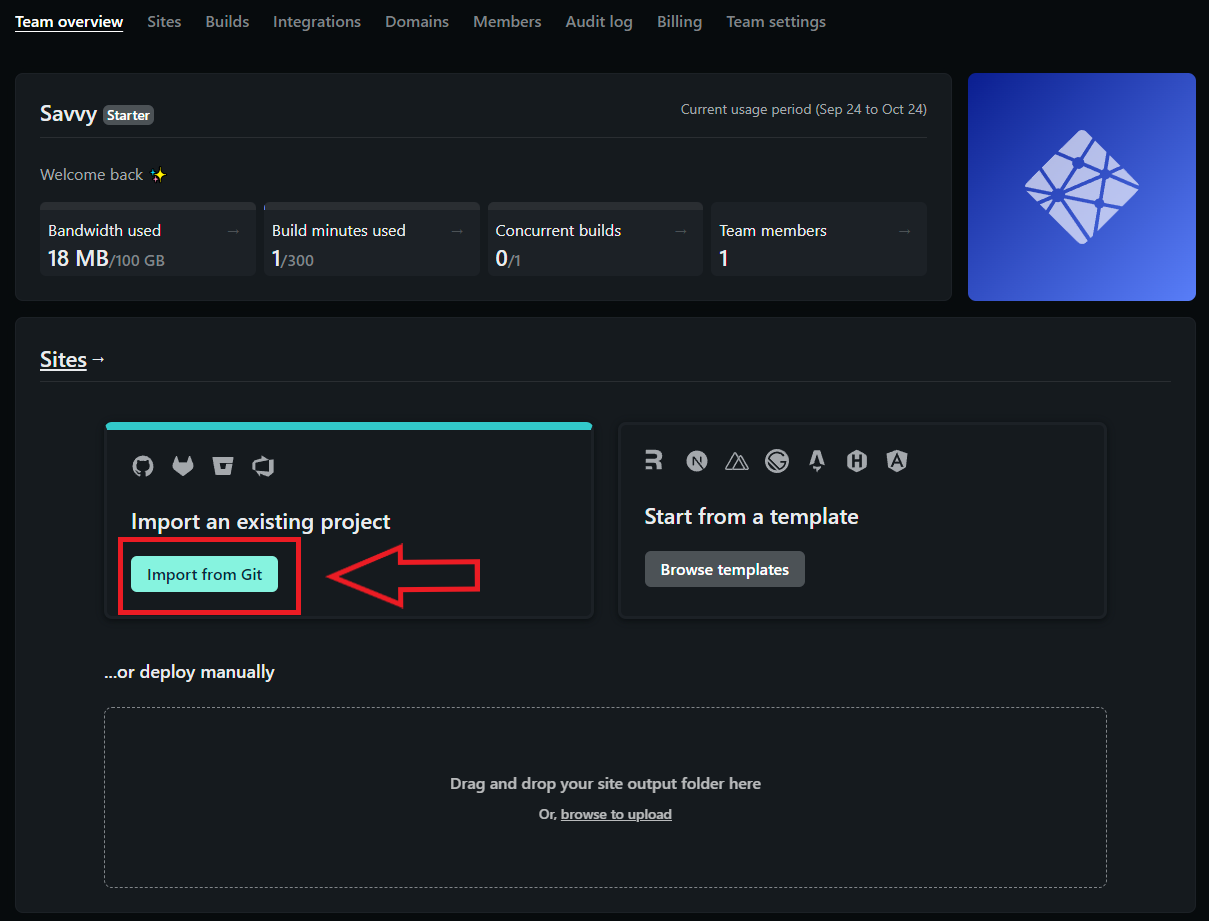 Team overview Sites Builds Integrations Domains Members Audit log Billing Team settings
Savvy Starter
Current usage period (Sep 24 to Oct 24)
Welcome back ✨
Bandwidth used →
18 MB/100 GB
Build minutes used →
1/300
Concurrent builds →
0/1
Team members →
1
Sites →
Import an existing project
Import from Git
Start from a template
Browse templates
...or deploy manually
Drag and drop your site output folder here
Or, browse to upload